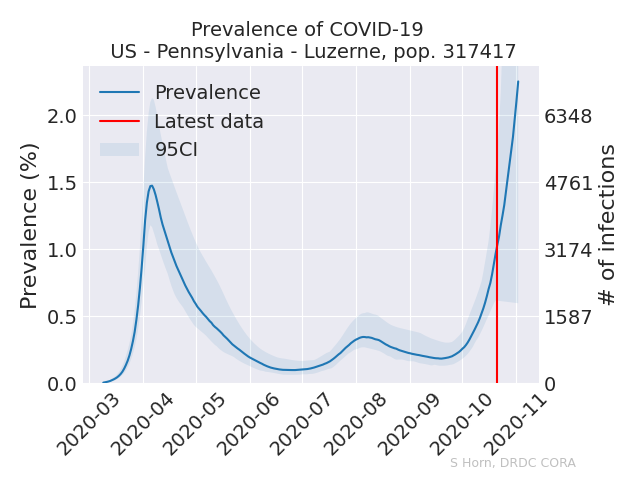 Prevalence of COVID-19
US - Pennsylvania - Luzerne, pop. 317417
Prevalence
Latest data
95CI
Prevalence (%)
2.0
1.5
1.0
0.5
0.0
6348
4761
3174
1587
0
# of infections
2020-03
2020-04
2020-05
2020-06
2020-07
2020-08
2020-09
2020-10
2020-11
S Horn, DRDC CORA